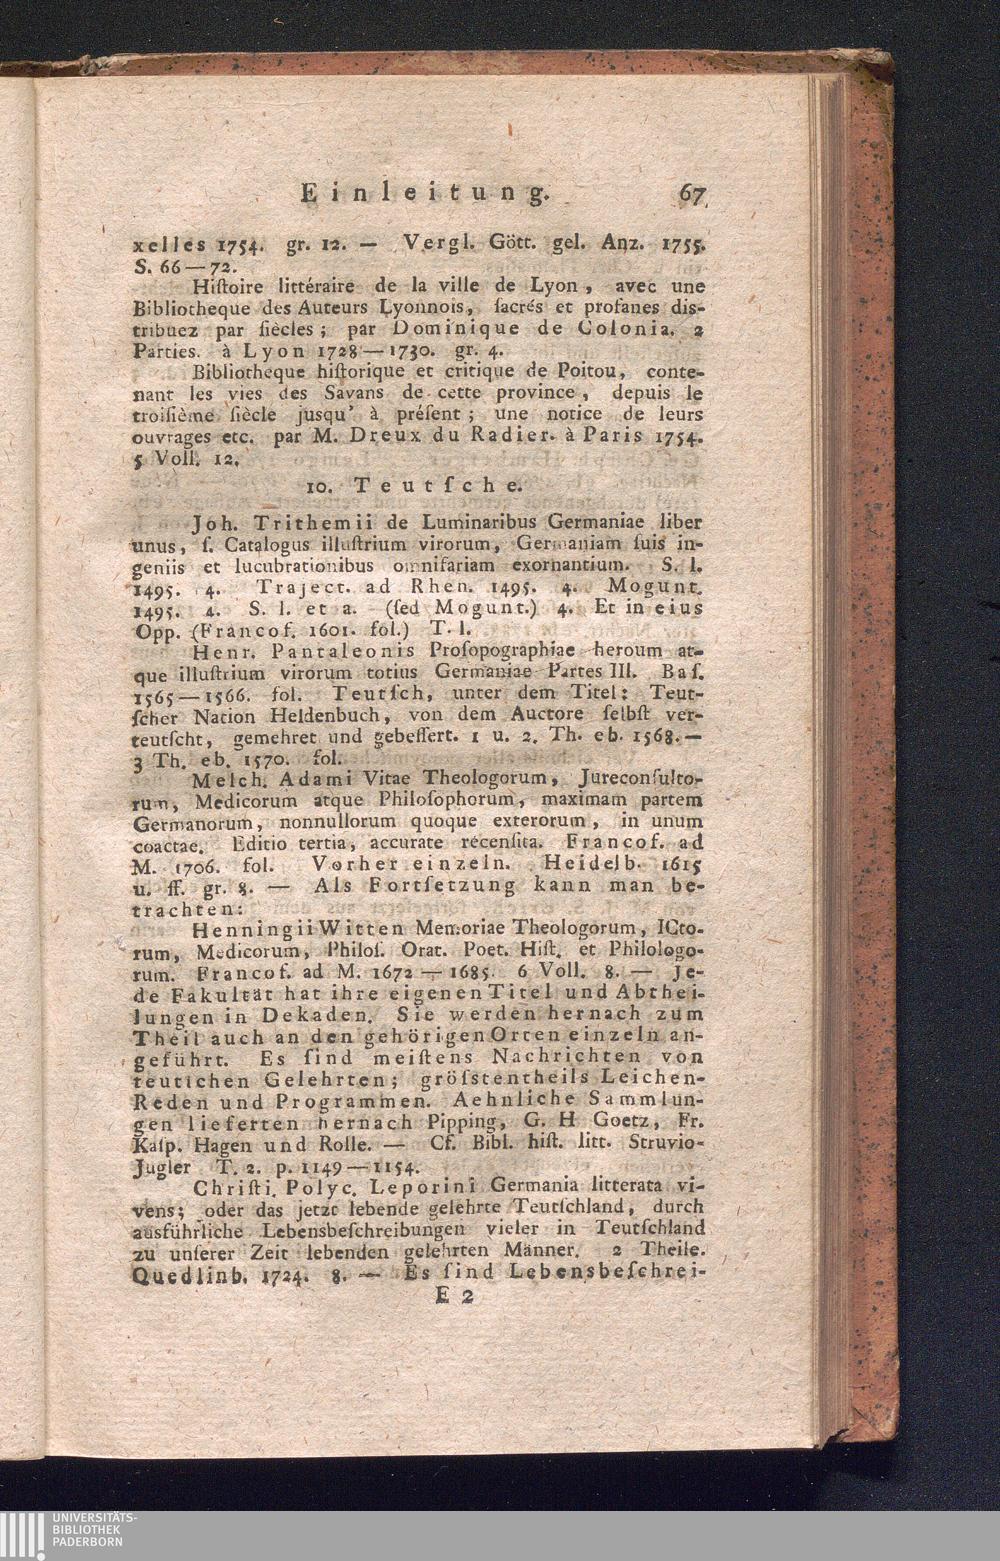 Einleitung. 67
xelles 1754. gr. 12. — Vergl. Gött. gel. Anz. 1755.
S. 66—72.
Hiſtoire littéraire de la ville de Lyon, avec une
Bibliotheque des Auteurs Lyonnois, ſacrés et profanes dis-
tribuez par ſiècles; par Dominique de Colonia. 2
Parties. à Lyon 1728—1730. gr. 4.
Bibliotheque hiſtorique et critique de Poitou, conte-
nant les vies des Savans de cette province, depuis le
troiſième ſiècle jusqu' à préſent; une notice de leurs
ouvrages etc. par M. Dreux du Radier. à Paris 1754.
5 Voll. 12.
10. Teutſche.
Joh. Trithemii de Luminaribus Germaniae liber
unus, ſ. Catalogus illuſtrium virorum, Germaniam ſuis in-
geniis et lucubrationibus omnifariam exornantium. S. l.
1495. 4. Traject. ad Rhen. 1495. 4. Mogunt.
1495. 4. S. l. et a. (ſed Mogunt.) 4. Et in eius
Opp. (Francof. 1601. fol.) T. I.
Henr. Pantaleonis Proſopographiae heroum at-
que illuſtrium virorum totius Germaniae Partes III. Baſ.
1565—1566. fol. Teutſch, unter dem Titel: Teut-
ſcher Nation Heldenbuch, von dem Auctore ſelbſt ver-
teutſcht, gemehret und gebeſſert. 1 u. 2. Th. eb. 1568.—
3 Th. eb. 1570. fol.
Melch. Adami Vitae Theologorum, Jureconſulto-
rum, Medicorum atque Philoſophorum, maximam partem
Germanorum, nonnullorum quoque exterorum, in unum
coactae. Editio tertia, accurate recenſita. Francof. ad
M. 1706. fol. Vorher einzeln. Heidelb. 1615
u. ff. gr. 8. — Als Fortſetzung kann man be-
trachten:
Henningii Witten Memoriae Theologorum, ICto-
rum, Medicorum, Philoſ. Orat. Poet. Hiſt. et Philologo-
rum. Francof. ad M. 1672—1685. 6 Voll. 8. — Je-
de Fakultät hat ihre eigenen Titel und Abthei-
lungen in Dekaden. Sie werden hernach zum
Theil auch an den gehörigen Orten einzeln an-
geführt. Es ſind meiſtens Nachrichten von
teutſchen Gelehrten; gröſstentheils Leichen-
Reden und Programmen. Aehnliche Sammlun-
gen lieferten hernach Pipping, G. H Goetz, Fr.
Kaſp. Hagen und Rolle. — Cf. Bibl. hiſt. litt. Struvio-
Jugler T. 2. p. 1149—1154.
Chriſti. Polyc. Leporini Germania litterata vi-
vens; oder das jetzt lebende gelehrte Teutſchland, durch
ausführliche Lebensbeſchreibungen vieler in Teutſchland
zu unſerer Zeit lebenden gelehrten Männer. 2 Theile.
Quedlinb. 1724. 8. — Es ſind Lebensbeſchrei-
E 2
UNIVERSITÄTS-
BIBLIOTHEK
PADERBORN